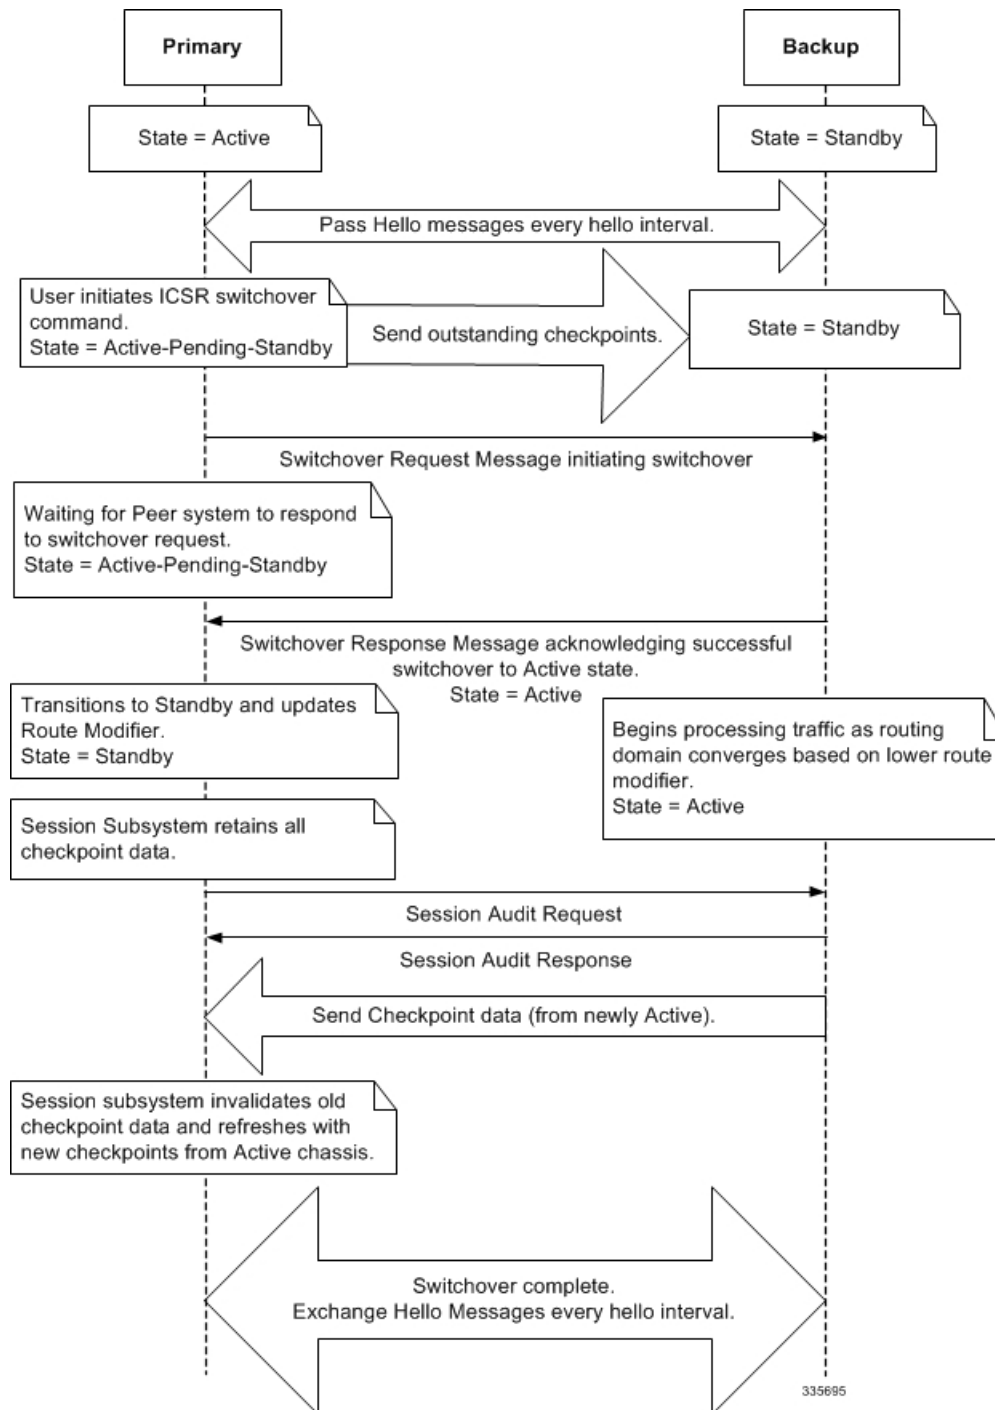 Primary
Backup
State = Active
State = Standby
Pass Hello messages every hello interval.
User initiates ICSR switchover
command.
State = Active-Pending-Standby
Send outstanding checkpoints.
State = Standby
Switchover Request Message initiating switchover
Waiting for Peer system to respond
to switchover request.
State = Active-Pending-Standby
Switchover Response Message acknowledging successful
switchover to Active state.
State = Active
Transitions to Standby and updates
Route Modifier.
State = Standby
Begins processing traffic as routing
domain converges based on lower route
modifier.
State = Active
Session Subsystem retains all
checkpoint data.
Session Audit Request
Session Audit Response
Send Checkpoint data (from newly Active).
Session subsystem invalidates old
checkpoint data and refreshes with
new checkpoints from Active chassis.
Switchover complete.
Exchange Hello Messages every hello interval.
335695